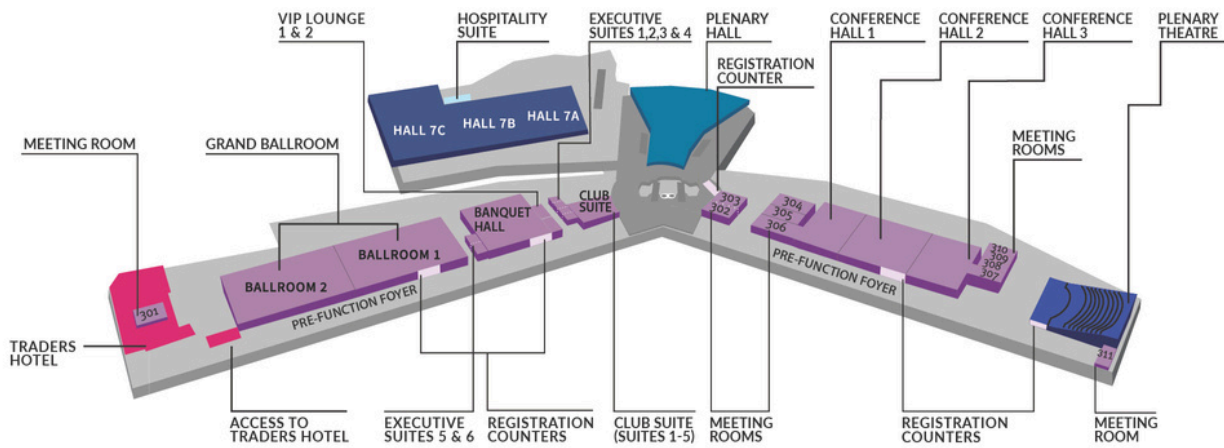 VIP LOUNGE
1 & 2
HOSPITALITY
SUITE
EXECUTIVE
SUITES 1,2,3 & 4
PLENARY
HALL
CONFERENCE
HALL 1
CONFERENCE
HALL 2
CONFERENCE
HALL 3
PLENARY
THEATRE
REGISTRATION
COUNTER
MEETING ROOM
GRAND BALLROOM
MEETING
ROOMS
HALL 7C
HALL 7B
HALL 7A
BANQUET
HALL
CLUB
SUITE
BALLROOM 1
BALLROOM 2
PRE-FUNCTION FOYER
301
303
302
304
305
306
310
309
308
307
PRE-FUNCTION FOYER
311
TRADERS
HOTEL
ACCESS TO
TRADERS HOTEL
EXECUTIVE
SUITES 5 & 6
REGISTRATION
COUNTERS
CLUB SUITE
(SUITES 1-5)
MEETING
ROOMS
REGISTRATION
COUNTERS
MEETING
ROOM